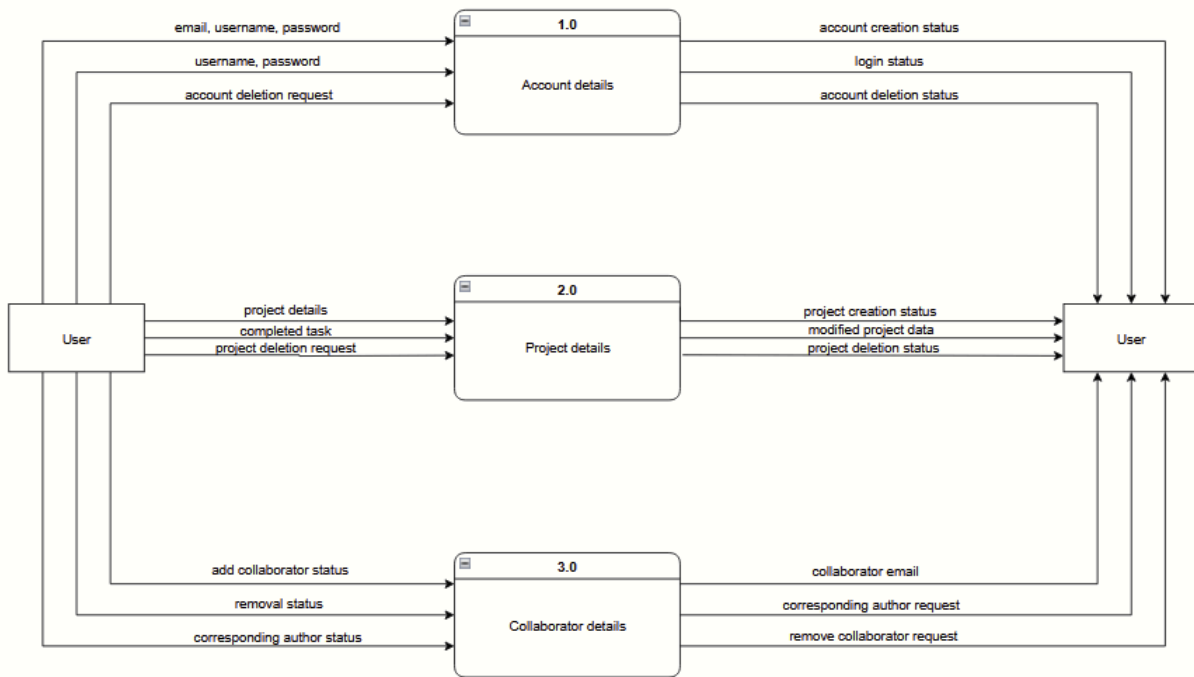 email, username, password
1.0
account creation status
username, password
login status
Account details
account deletion request
account deletion status
2.0
project details
project creation status
completed task
modified project data
User
Project details
User
project deletion request
project deletion status
3.0
add collaborator status
collaborator email
removal status
corresponding author request
Collaborator details
corresponding author status
remove collaborator request